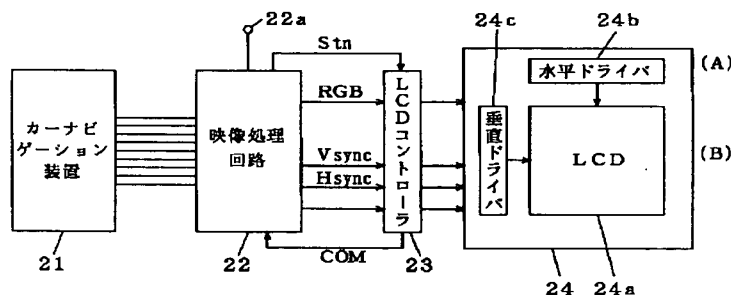 22a
24c
24b
Stn
(A)
水平ドライバ
RGB
カーナビ
ゲーション
装置
映像処理
回路
LCDコントローラ
垂直ドライバ
LCD
(B)
Vsync
Hsync
COM
21
22
23
24
24a